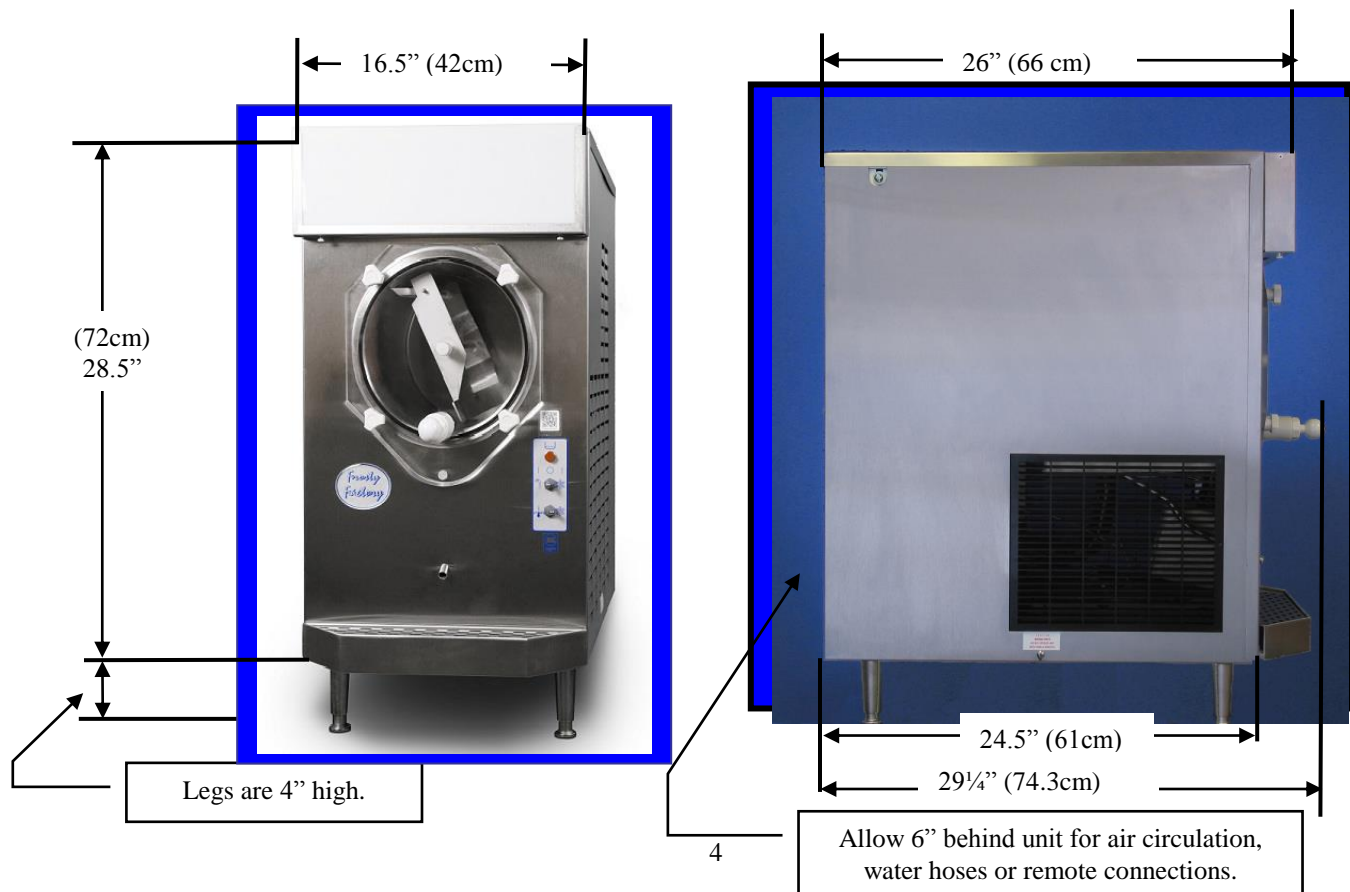 16.5” (42cm)
26” (66 cm)
(72cm)
28.5”
Frosty
Factory
24.5” (61cm)
29¼” (74.3cm)
Legs are 4” high.
Allow 6” behind unit for air circulation,
water hoses or remote connections.
4